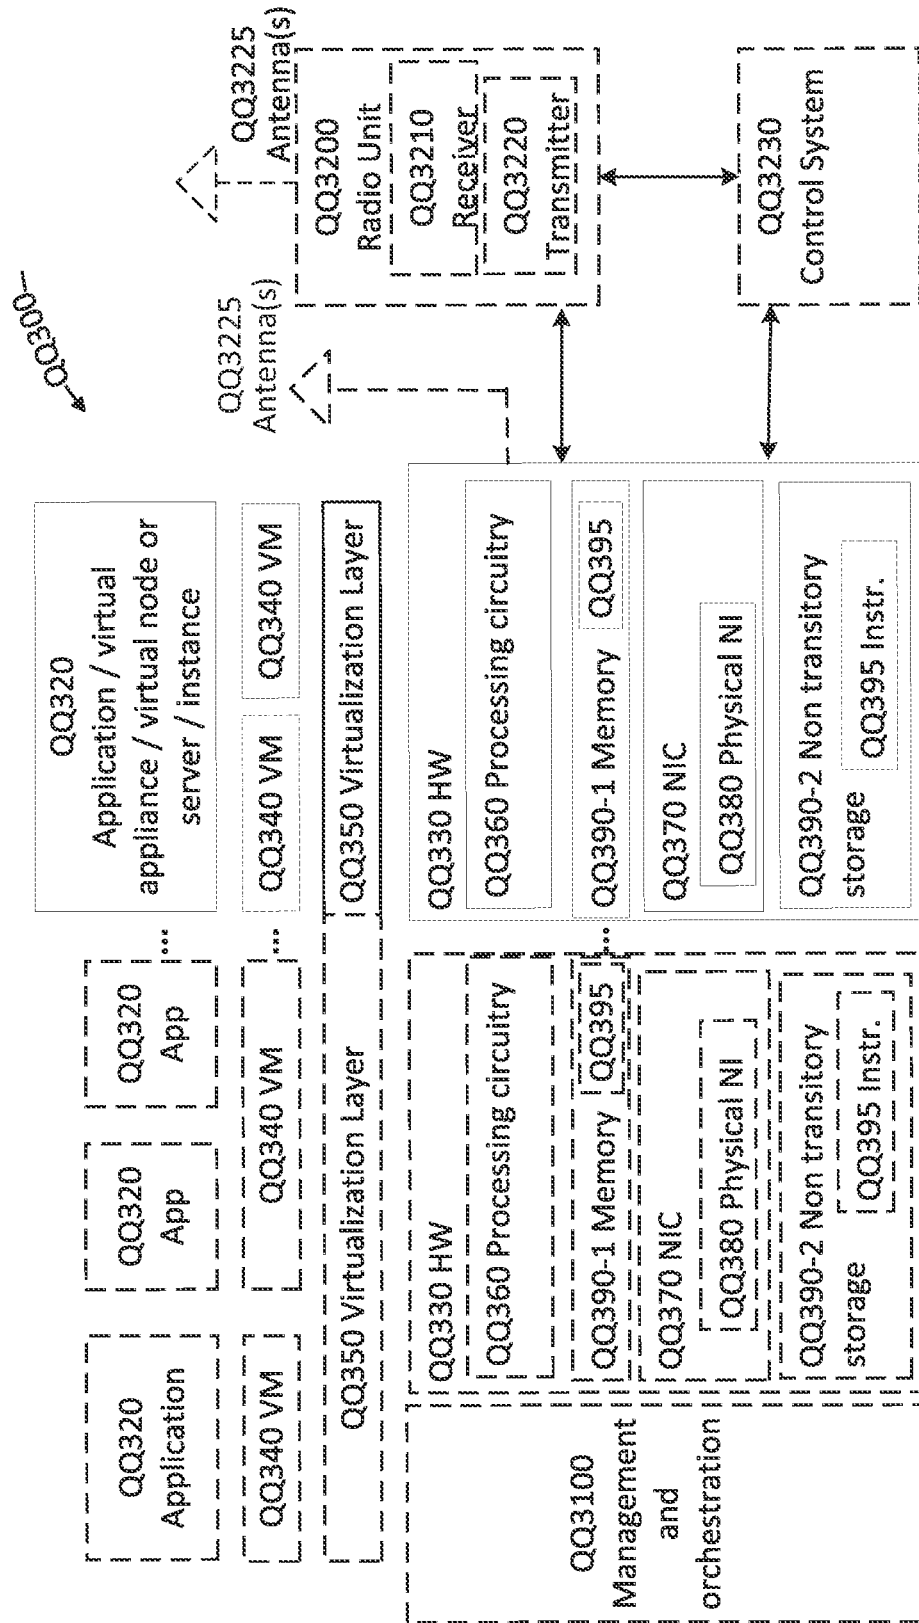 QQ300
QQ320
Application
QQ320
App
QQ320
App
...
QQ320
Application / virtual
appliance / virtual node or
server / instance
QQ340 VM
QQ340 VM
...
QQ340 VM
QQ340 VM
QQ350 Virtualization Layer
QQ350 Virtualization Layer
QQ3100
Management
and
orchestration
QQ330 HW
QQ360 Processing circuitry
QQ390-1 Memory
QQ395
QQ370 NIC
QQ380 Physical NI
QQ390-2 Non transitory
storage
QQ395 Instr.
...
QQ330 HW
QQ360 Processing circuitry
QQ390-1 Memory
QQ395
QQ370 NIC
QQ380 Physical NI
QQ390-2 Non transitory
storage
QQ395 Instr.
QQ3225
Antenna(s)
QQ3225
Antenna(s)
QQ3200
Radio Unit
QQ3210
Receiver
QQ3220
Transmitter
QQ3230
Control System